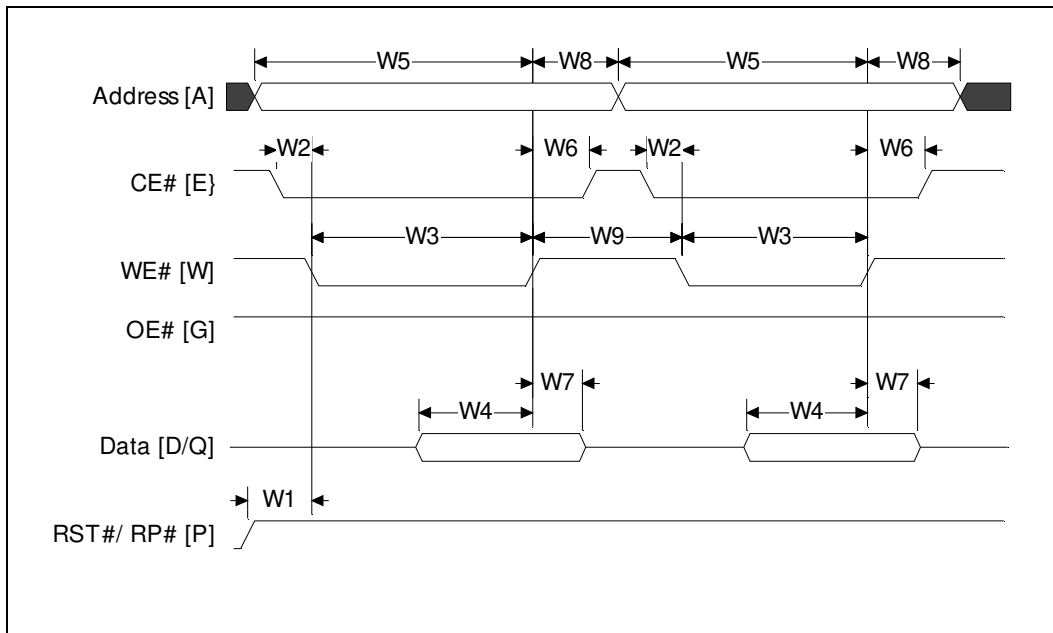 W5 W8 W5 W8
Address [A]
W2 W6 W2 W6
CE# [E}
W3 W9 W3
WE# [W]
OE# [G]
W7 W7
W4 W4
Data [D/Q]
W1
RST#/ RP# [P]